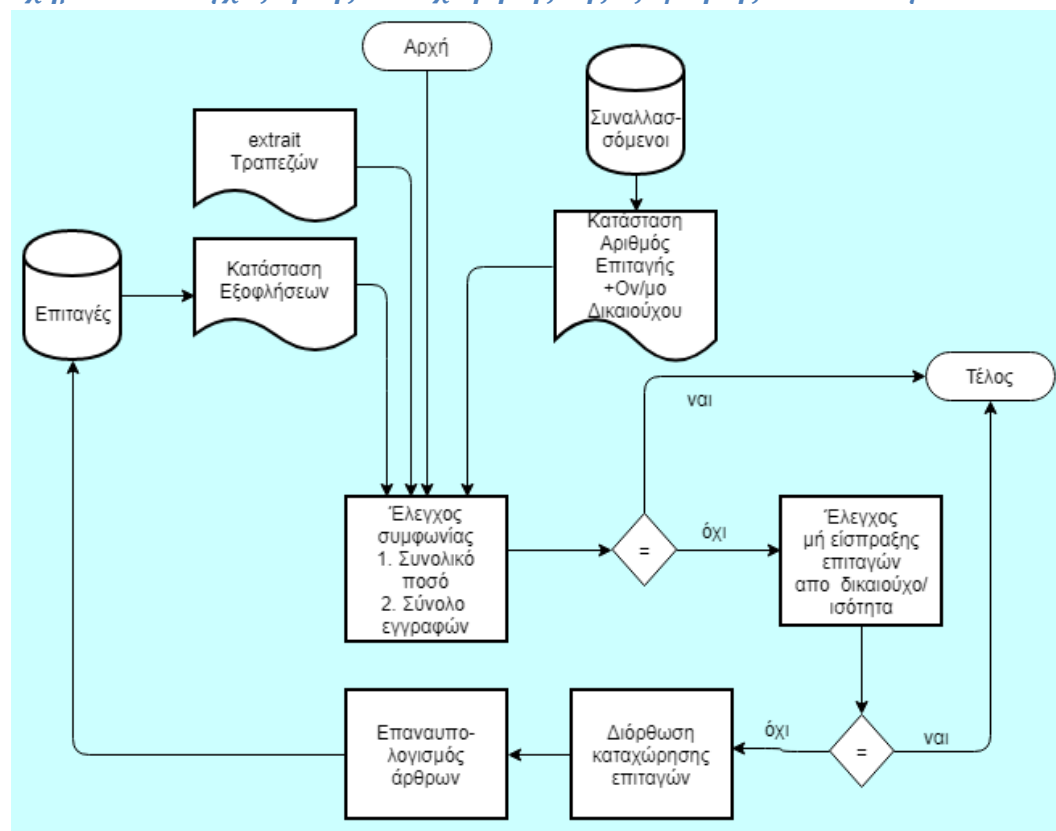 Αρχή
Συναλλασ-
σόμενοι
extrait
Τραπεζών
Κατάσταση
Αριθμός
Επιταγής
+Ον/μο
Δικαιούχου
Κατάσταση
Εξοφλήσεων
Επιταγές
Τέλος
ναι
Έλεγχος
συμφωνίας
1. Συνολικό
ποσό
2. Σύνολο
εγγραφών
=
όχι
Έλεγχος
μή είσπραξης
επιταγών
απο δικαιούχο/
ισότητα
Επαναυπο-
λογισμός
άρθρων
Διόρθωση
καταχώρησης
επιταγών
όχι
=
ναι